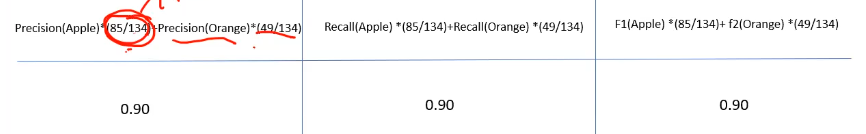 Precision(Apple)*(85/134)+Precision(Orange)*(49/134)
Recall(Apple) *(85/134)+Recall(Orange) *(49/134)
F1(Apple) *(85/134)+ f2(Orange) *(49/134)
0.90
0.90
0.90